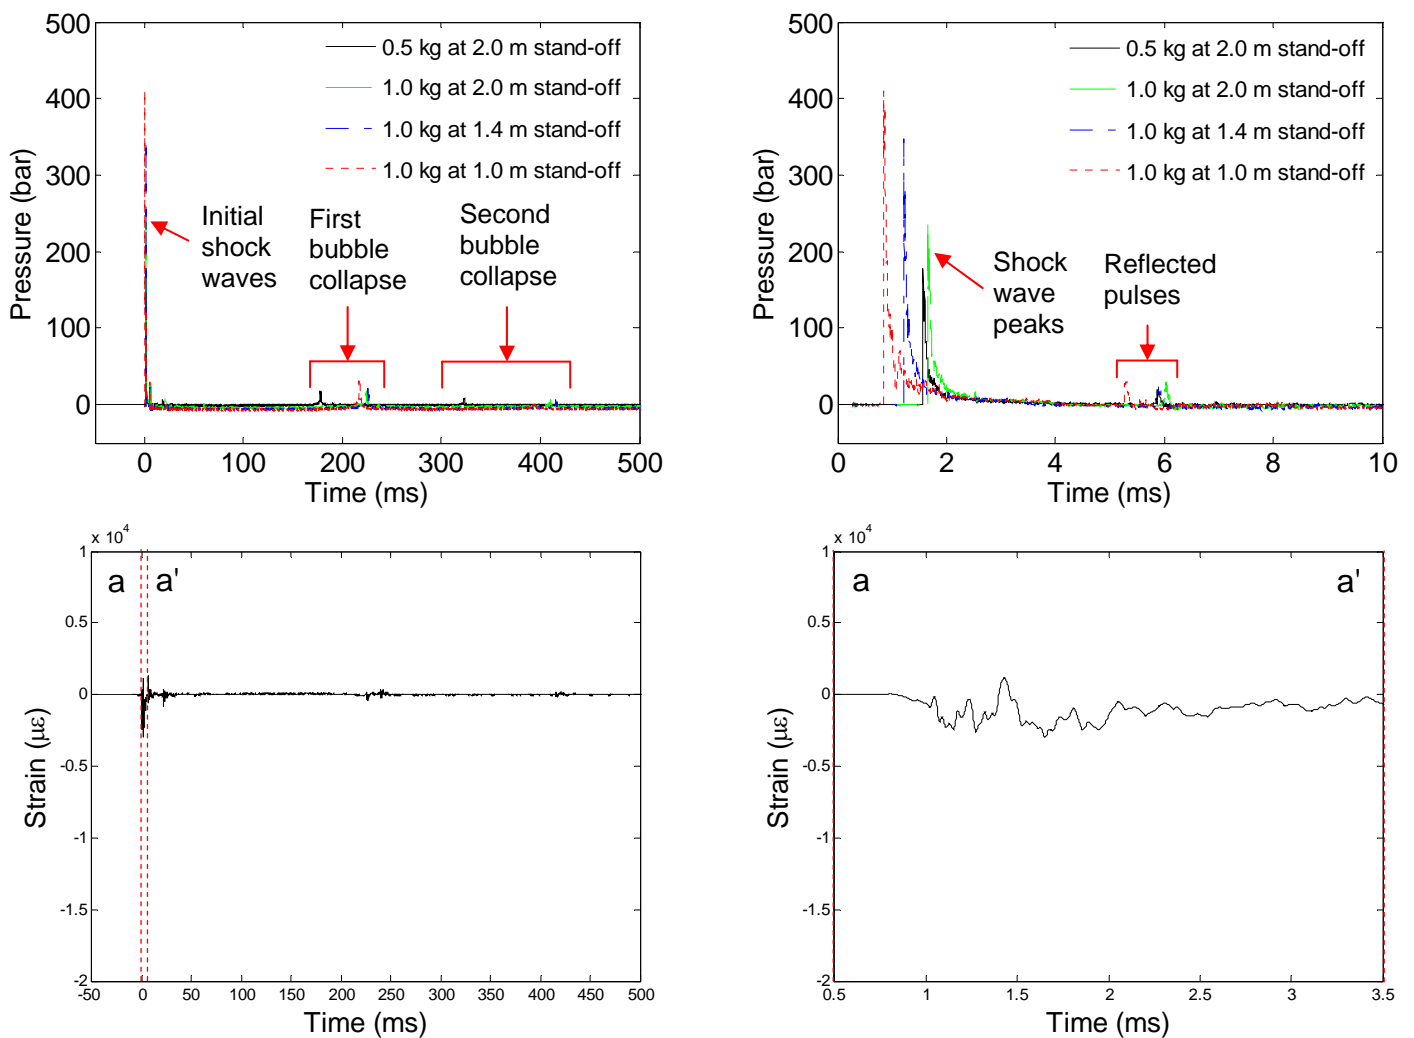 500
400
300
200
100
0
Pressure (bar)
0.5 kg at 2.0 m stand-off
1.0 kg at 2.0 m stand-off
1.0 kg at 1.4 m stand-off
1.0 kg at 1.0 m stand-off
Initial
shock
waves
First
bubble
collapse
Second
bubble
collapse
0 100 200 300 400 500
Time (ms)
500
400
300
200
100
0
Pressure (bar)
0.5 kg at 2.0 m stand-off
1.0 kg at 2.0 m stand-off
1.0 kg at 1.4 m stand-off
1.0 kg at 1.0 m stand-off
Shock
wave
peaks
Reflected
pulses
0 2 4 6 8 10
Time (ms)
x 10⁴
1
0.5
0
-0.5
-1
-1.5
-2
Strain (με)
a a'
-50 0 50 100 150 200 250 300 350 400 450 500
Time (ms)
x 10⁴
1
0.5
0
-0.5
-1
-1.5
-2
Strain (με)
a a'
0.5 1 1.5 2 2.5 3 3.5
Time (ms)